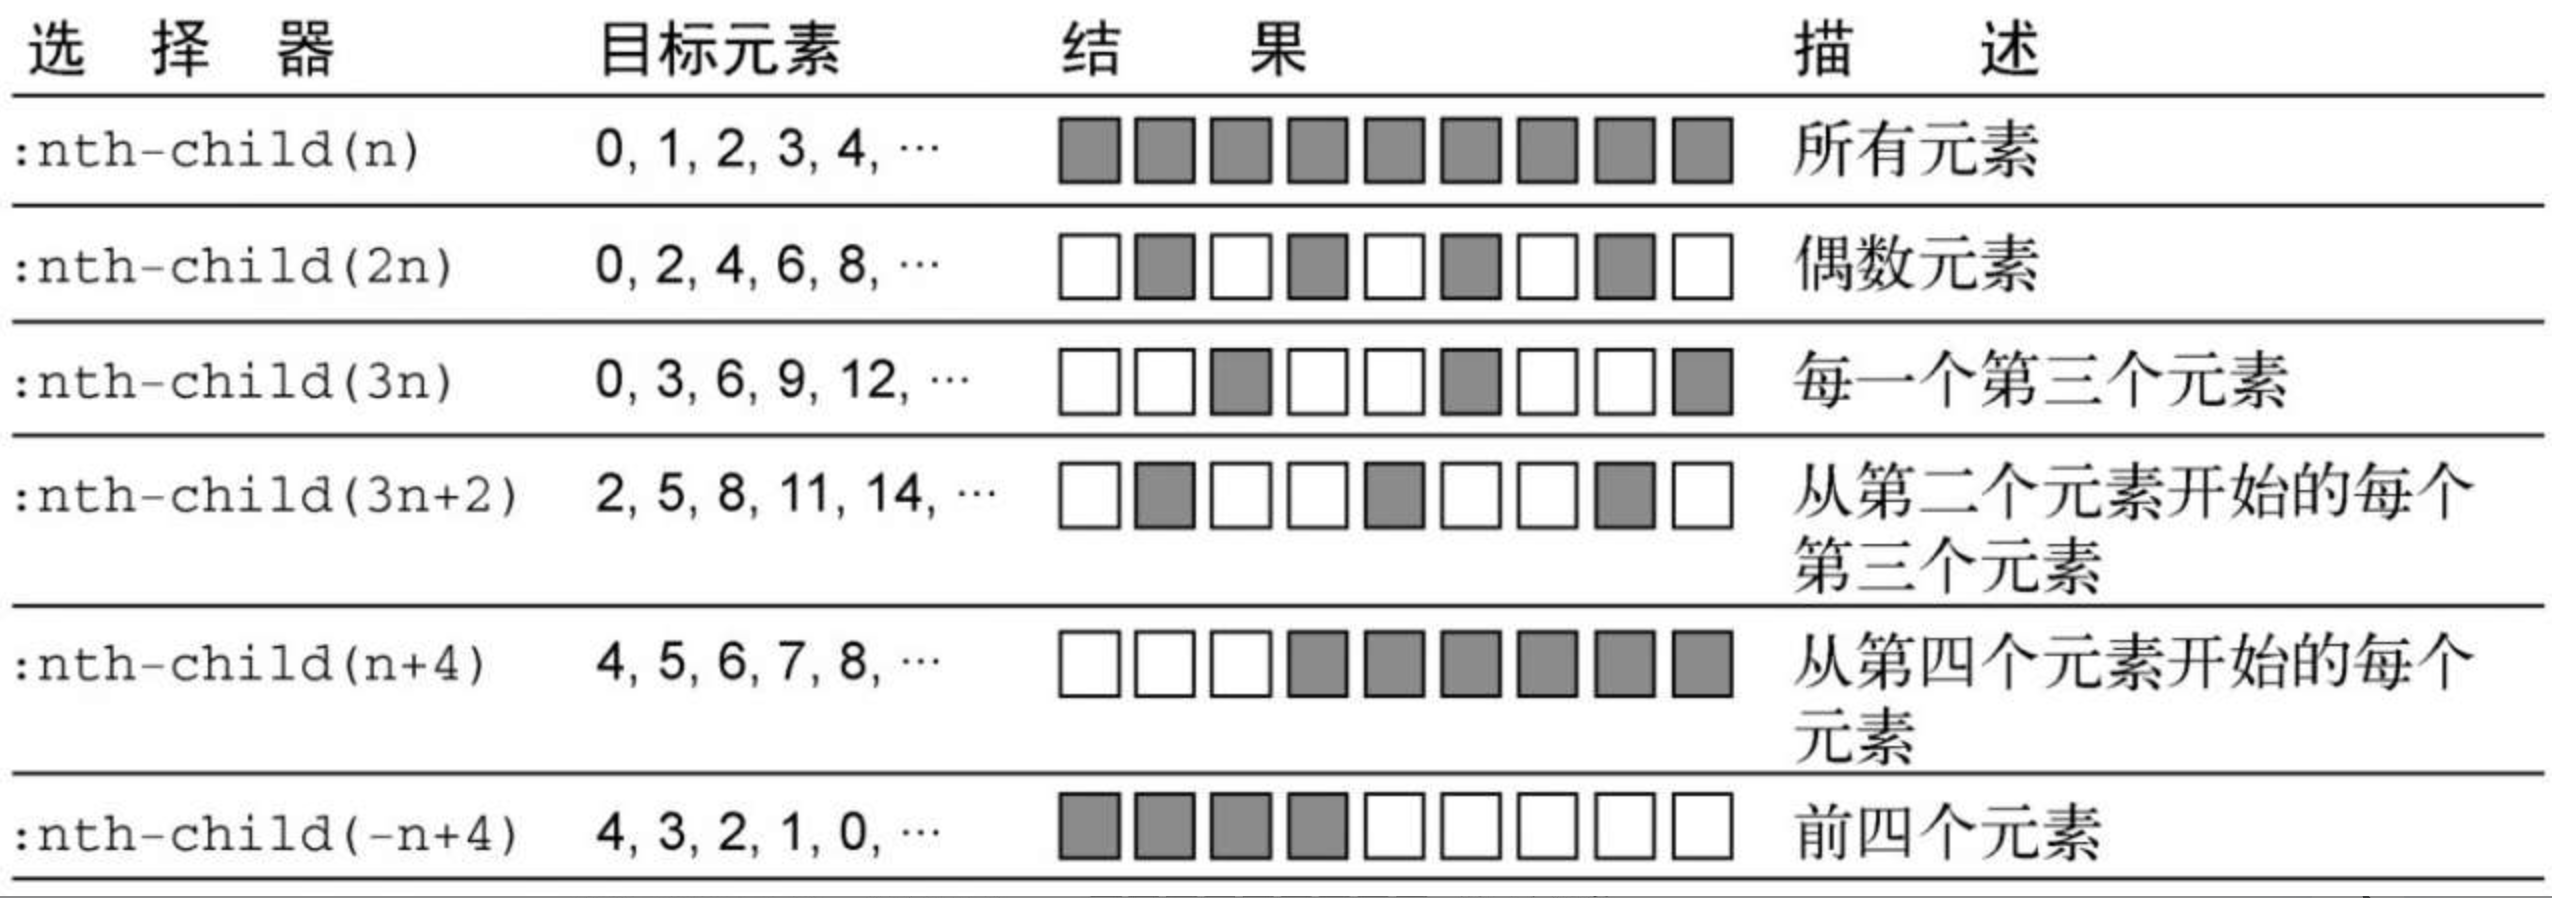 选 择 器 目标元素 结 果 描 述
:nth-child(n) 0, 1, 2, 3, 4, … 所有元素
:nth-child(2n) 0, 2, 4, 6, 8, … 偶数元素
:nth-child(3n) 0, 3, 6, 9, 12, … 每一个第三个元素
:nth-child(3n+2) 2, 5, 8, 11, 14, … 从第二个元素开始的每个
第三个元素
:nth-child(n+4) 4, 5, 6, 7, 8, … 从第四个元素开始的每个
元素
:nth-child(-n+4) 4, 3, 2, 1, 0, … 前四个元素